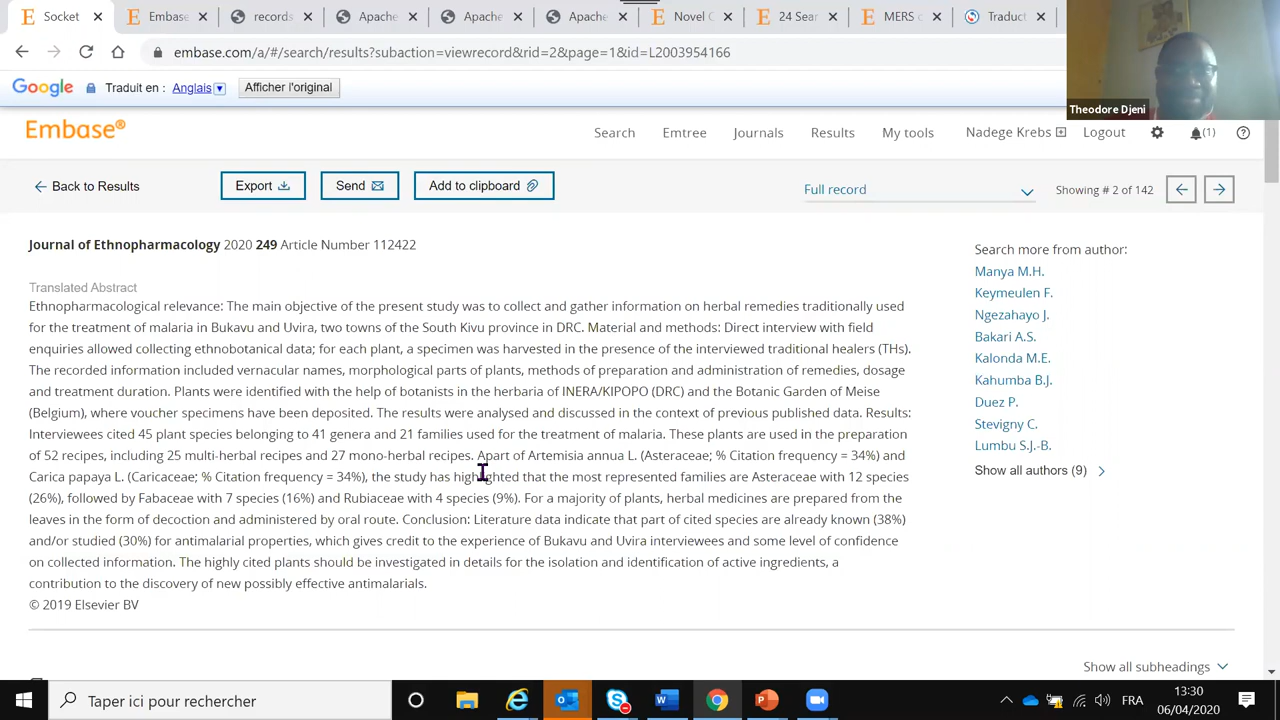 Socket
Embase
records
Apache
Apache
Apache
Novel C
24 Sear
MERS c
Traduct
embase.com/a/#/search/results?subaction=viewrecord&rid=2&page=1&id=L2003954166
Google Traduit en : Anglais Afficher l'original
Theodore Djeni
Embase®
Search Emtree Journals Results My tools Nadege Krebs Logout (1)
Back to Results Export Send Add to clipboard Full record Showing # 2 of 142
Journal of Ethnopharmacology 2020 249 Article Number 112422
Translated Abstract
Ethnopharmacological relevance: The main objective of the present study was to collect and gather information on herbal remedies traditionally used
for the treatment of malaria in Bukavu and Uvira, two towns of the South Kivu province in DRC. Material and methods: Direct interview with field
enquiries allowed collecting ethnobotanical data; for each plant, a specimen was harvested in the presence of the interviewed traditional healers (THs).
The recorded information included vernacular names, morphological parts of plants, methods of preparation and administration of remedies, dosage
and treatment duration. Plants were identified with the help of botanists in the herbaria of INERA/KIPOPO (DRC) and the Botanic Garden of Meise
(Belgium), where voucher specimens have been deposited. The results were analysed and discussed in the context of previous published data. Results:
Interviewees cited 45 plant species belonging to 41 genera and 21 families used for the treatment of malaria. These plants are used in the preparation
of 52 recipes, including 25 multi-herbal recipes and 27 mono-herbal recipes. Apart of Artemisia annua L. (Asteraceae; % Citation frequency = 34%) and
Carica papaya L. (Caricaceae; % Citation frequency = 34%), the study has highlighted that the most represented families are Asteraceae with 12 species
(26%), followed by Fabaceae with 7 species (16%) and Rubiaceae with 4 species (9%). For a majority of plants, herbal medicines are prepared from the
leaves in the form of decoction and administered by oral route. Conclusion: Literature data indicate that part of cited species are already known (38%)
and/or studied (30%) for antimalarial properties, which gives credit to the experience of Bukavu and Uvira interviewees and some level of confidence
on collected information. The highly cited plants should be investigated in details for the isolation and identification of active ingredients, a
contribution to the discovery of new possibly effective antimalarials.
© 2019 Elsevier BV
Search more from author:
Manya M.H.
Keymeulen F.
Ngezahayo J.
Bakari A.S.
Kalonda M.E.
Kahumba B.J.
Duez P.
Stevigny C.
Lumbu S.J.-B.
Show all authors (9)
Show all subheadings
Taper ici pour rechercher
FRA
13:30
06/04/2020